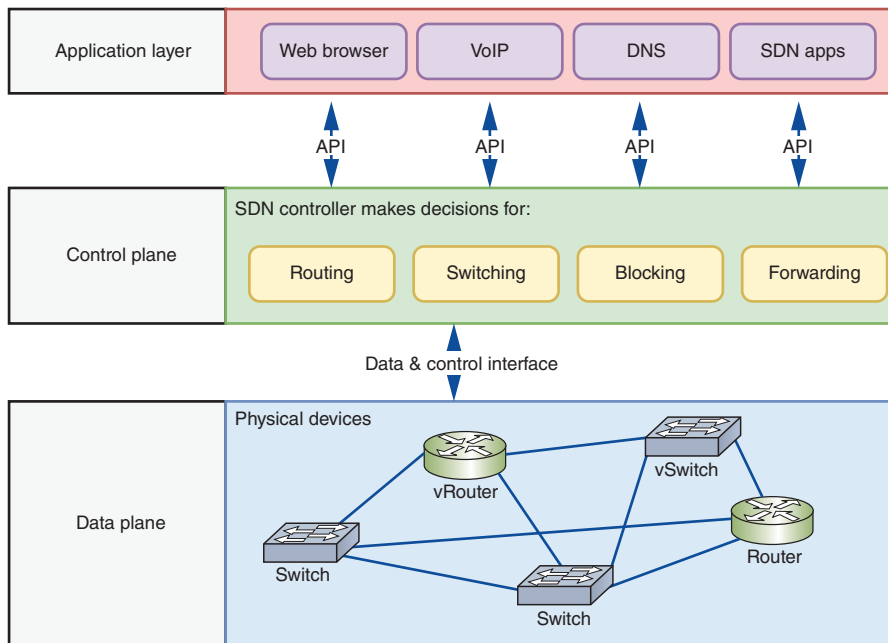 Application layer
Web browser
VoIP
DNS
SDN apps
API
API
API
API
Control plane
SDN controller makes decisions for:
Routing
Switching
Blocking
Forwarding
Data & control interface
Data plane
Physical devices
vRouter
vSwitch
Switch
Router
Switch